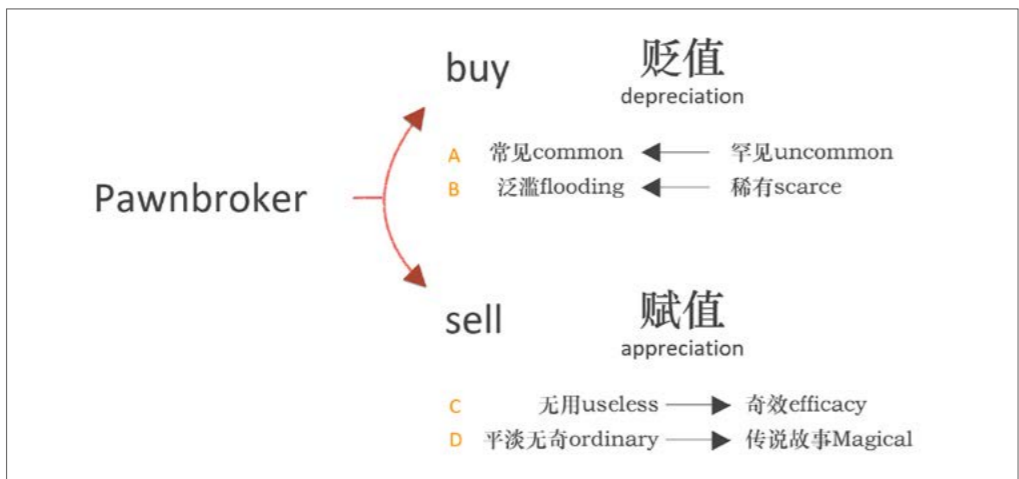 buy 贬值
depreciation
A 常见common 罕见uncommon
B 泛滥flooding 稀有scarce
Pawnbroker
sell 赋值
appreciation
C 无用useless 奇效efficacy
D 平淡无奇ordinary 传说故事Magical